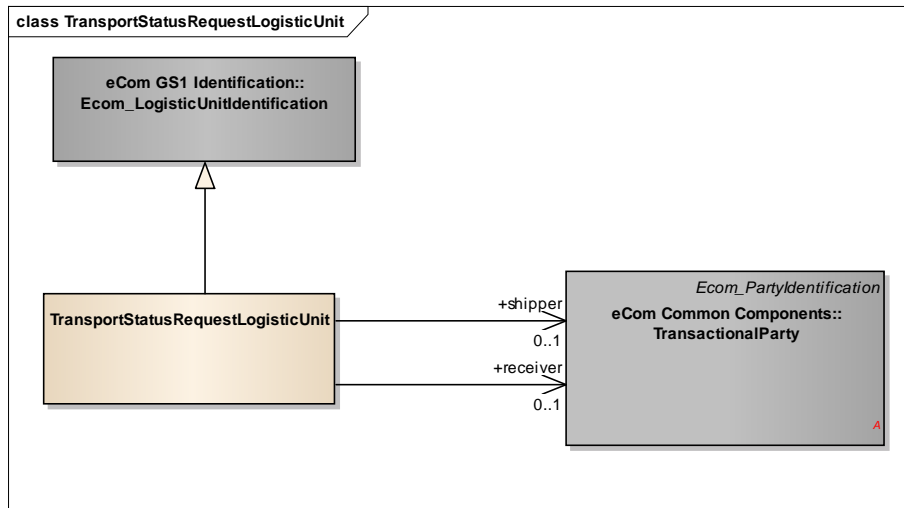 class TransportStatusRequestLogisticUnit
eCom GS1 Identification::
Ecom_LogisticUnitIdentification
TransportStatusRequestLogisticUnit
+shipper
0..1
+receiver
0..1
Ecom_PartyIdentification
eCom Common Components::
TransactionalParty
A